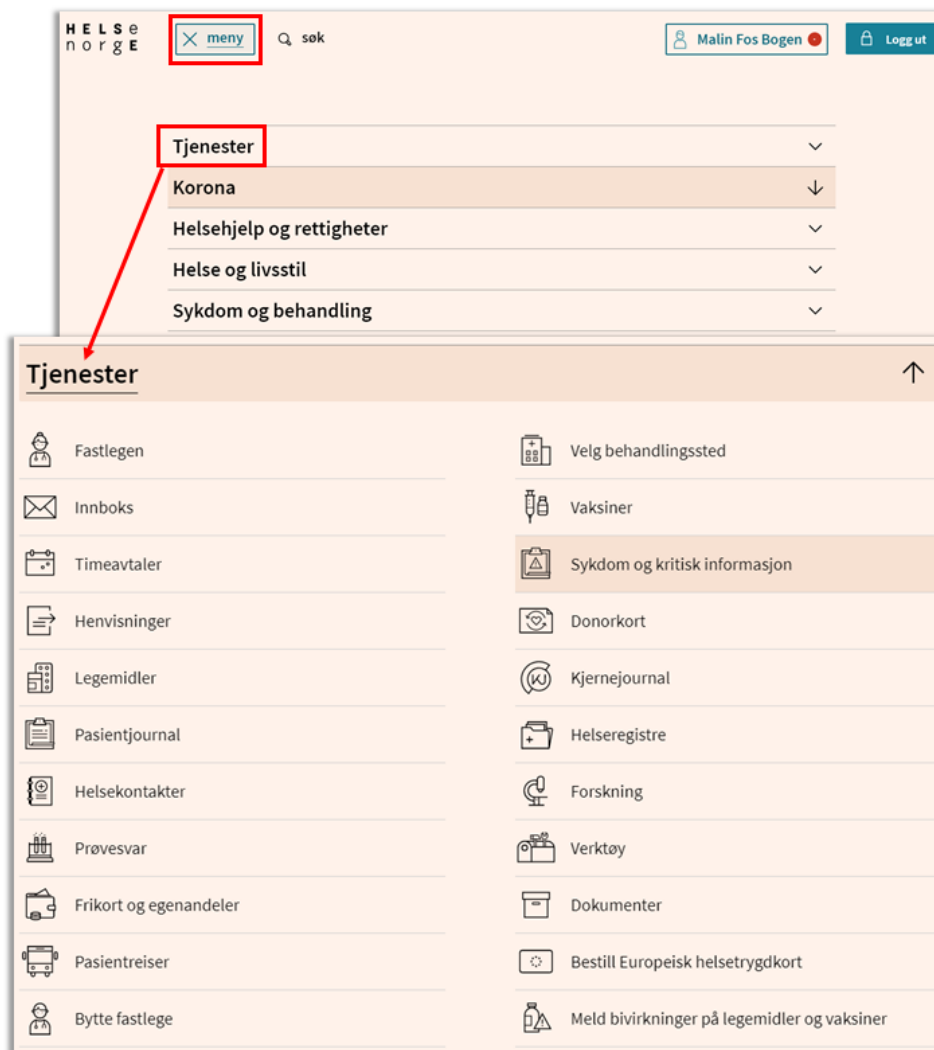 HELSe
norgE
meny
søk
Malin Fos Bogen
Logg ut
Tjenester
Korona
Helsehjelp og rettigheter
Helse og livsstil
Sykdom og behandling
Tjenester
Fastlegen
Innboks
Timeavtaler
Henvisninger
Legemidler
Pasientjournal
Helsekontakter
Prøvesvar
Frikort og egenandeler
Pasientreiser
Bytte fastlege
Velg behandlingssted
Vaksiner
Sykdom og kritisk informasjon
Donorkort
KJ
Kjernejournal
Helseregistre
Forskning
Verktøy
Dokumenter
Bestill Europeisk helsetrygdkort
Meld bivirkninger på legemidler og vaksiner